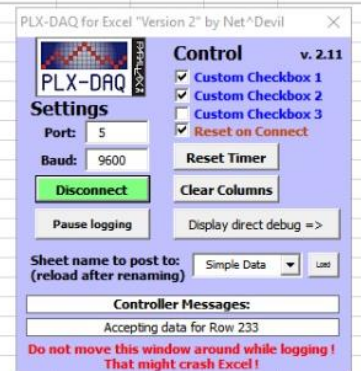 PLX-DAQ for Excel "Version 2" by Net^Devil
PLX-DAQ
PARALLAX
Control v. 2.11
Custom Checkbox 1
Custom Checkbox 2
Custom Checkbox 3
Reset on Connect
Settings
Port: 5
Baud: 9600
Reset Timer
Disconnect
Clear Columns
Pause logging
Display direct debug =>
Sheet name to post to:
(reload after renaming)
Simple Data
Load
Controller Messages:
Accepting data for Row 233
Do not move this window around while logging !
That might crash Excel !